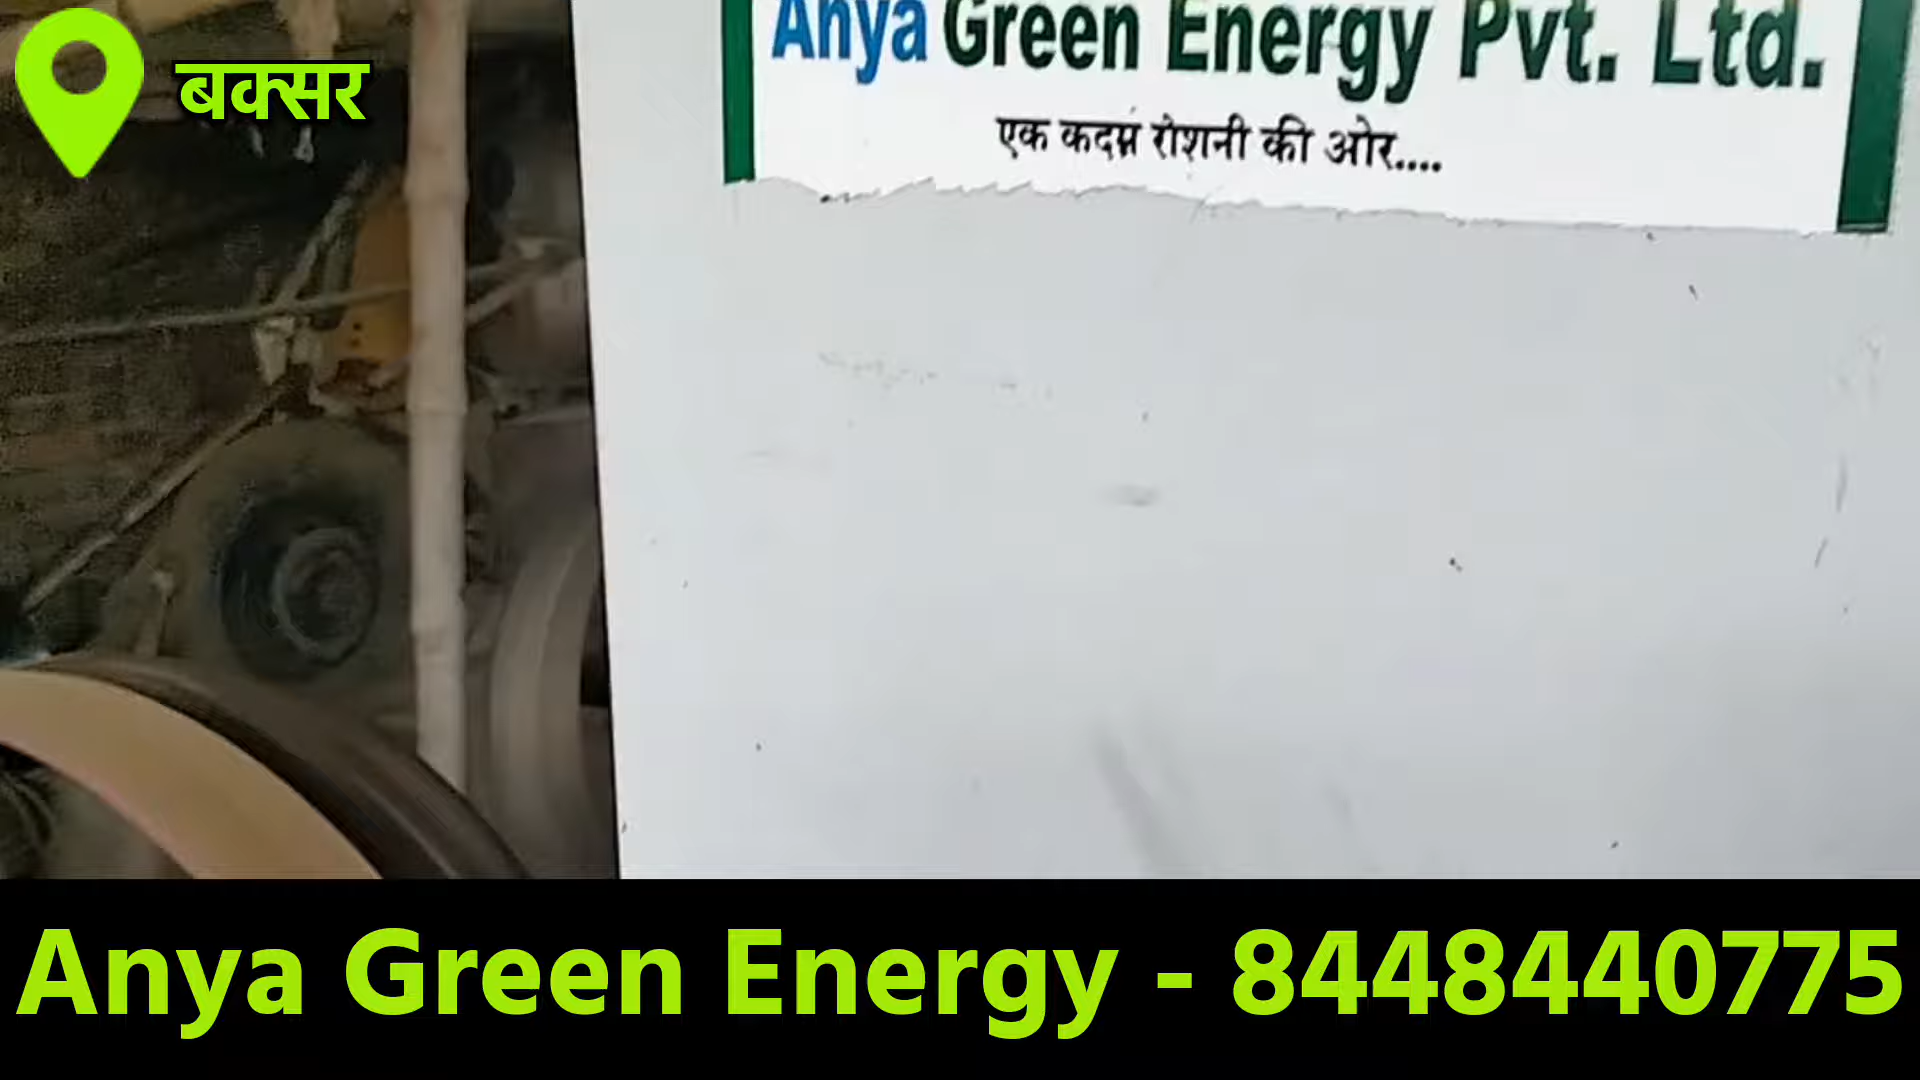 बक्सर
Anya Green Energy Pvt. Ltd.
एक कदम रोशनी की ओर....
Anya Green Energy - 8448440775